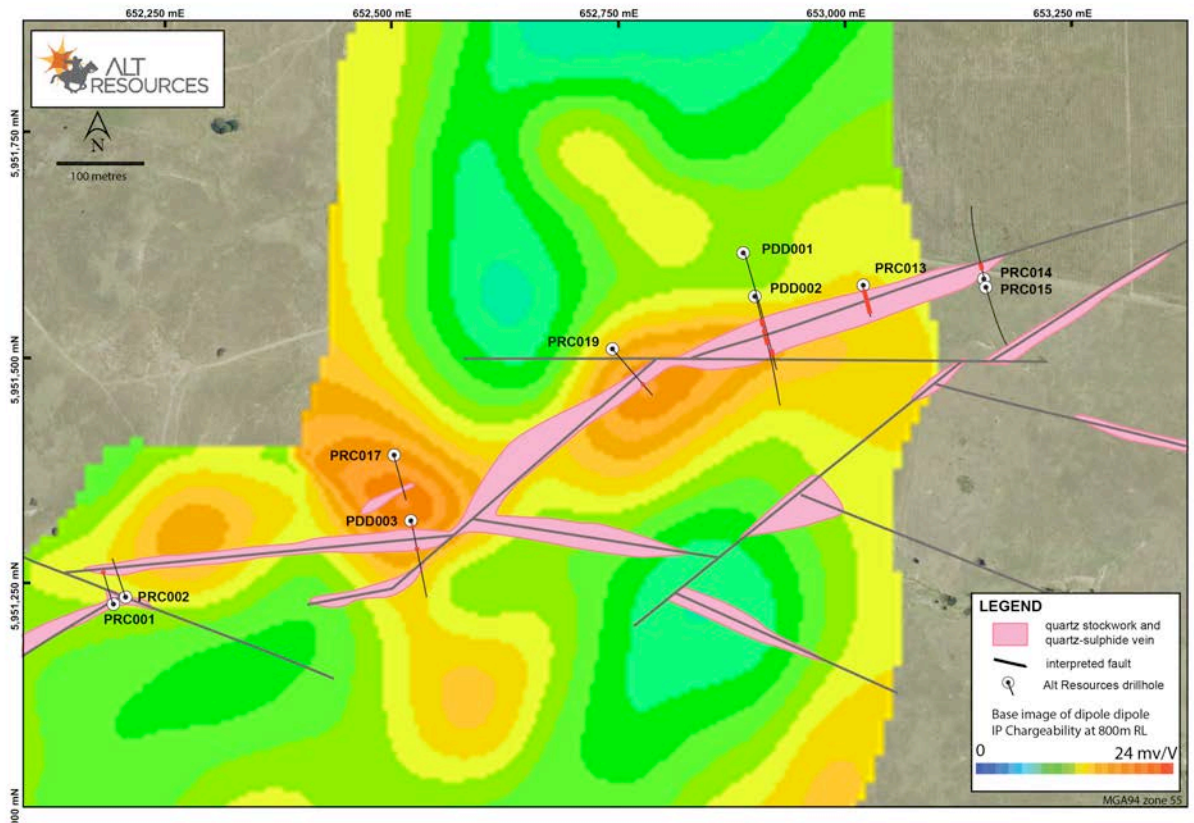 652,250 mE
652,500 mE
652,750 mE
653,000 mE
653,250 mE
ALT
RESOURCES
N
100 metres
5,951,750 mN
5,951,500 mN
5,951,250 mN
000 mN
PDD001
PDD002
PRC013
PRC014
PRC015
PRC019
PRC017
PDD003
PRC002
PRC001
LEGEND
quartz stockwork and
quartz-sulphide vein
interpreted fault
Alt Resources drillhole
Base image of dipole dipole
IP Chargeability at 800m RL
0
24 mv/V
MGA94 zone 55